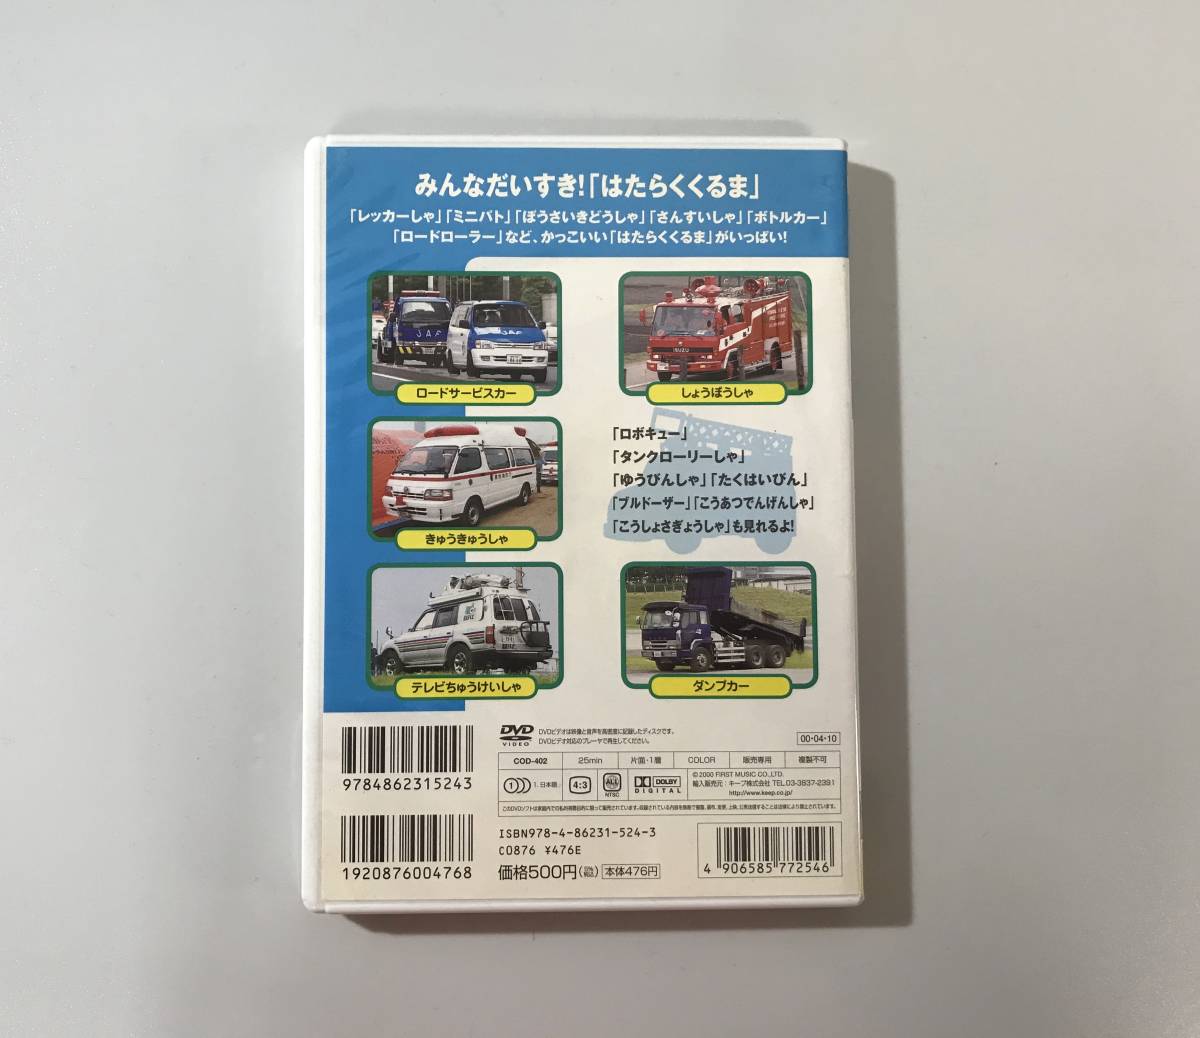 みんなだいすき!「はたらくくるま」
「レッカーしゃ」「ミニパト」「ぼうさいきどうしゃ」「さんすいしゃ」「ボトルカー」
「ロードローラー」など、かっこいい「はたらくくるま」がいっぱい!
JAF
JAF
ロードサービスカー
ISUZU
しょうぼうしゃ
きゅうきゅうしゃ
「ロボキュー」
「タンクローリーしゃ」
「ゆうびんしゃ」「たくはいびん」
「ブルドーザー」「こうあつでんげんしゃ」
「こうしょさぎょうしゃ」も見れるよ!
テレビちゅうけいしゃ
ダンプカー
9784862315243
1920876004768
DVD VIDEO
DVDビデオは映像と音声を高密度に記録したディスクです。
DVDビデオ対応のプレーヤで再生してください。
00・04・10
COD-402 25min 片面・1層 COLOR 販売専用 複製不可
1. 日本語 4:3 ALL NTSC DOLBY DIGITAL
© 2000 FIRST MUSIC CO.,LTD.
輸入販売元：キープ株式会社 TEL.03-3837-2391
http://www.keep.co.jp/
ISBN978-4-86231-524-3
C0876 ¥476E
価格500円(税込) 本体476円
4 906585 772546